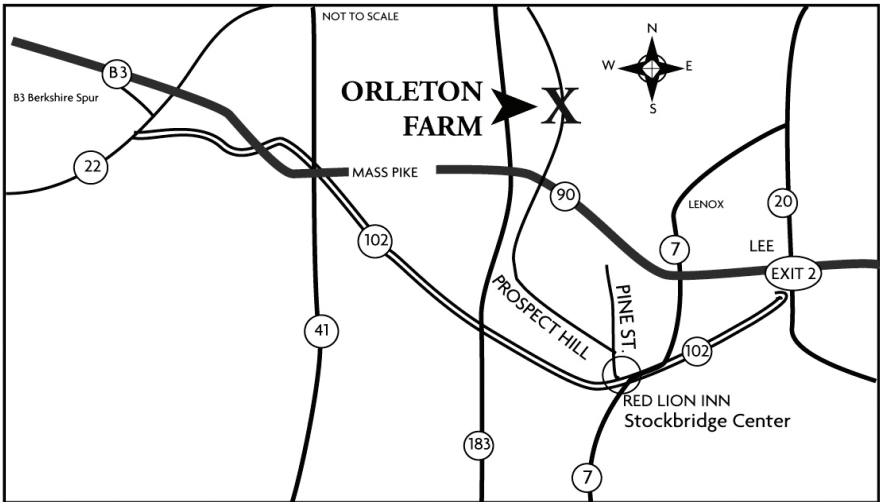 NOT TO SCALE
N
W
E
S
B3
B3 Berkshire Spur
ORLETON
FARM
X
22
MASS PIKE
90
20
LENOX
7
LEE
EXIT 2
102
PROSPECT HILL
PINE ST.
41
102
RED LION INN
Stockbridge Center
183
7